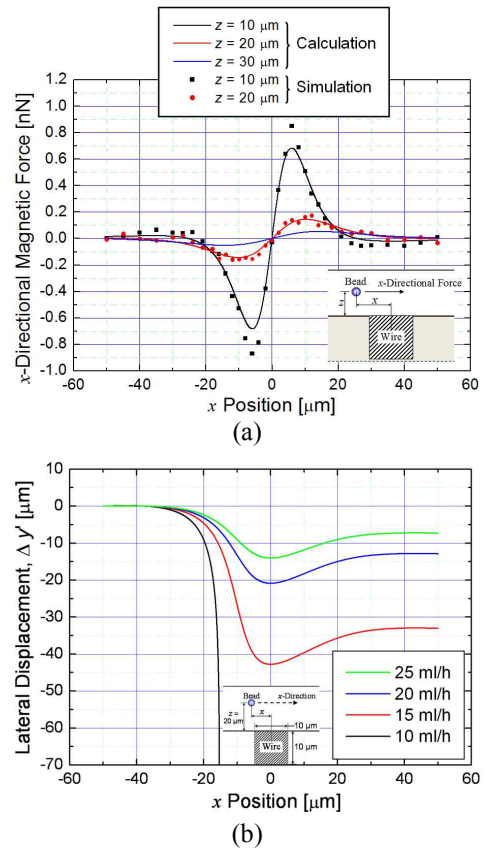 z = 10 μm
z = 20 μm
z = 30 μm
Calculation
z = 10 μm
z = 20 μm
Simulation
x-Directional Magnetic Force [nN]
1.2
1.0
0.8
0.6
0.4
0.2
0.0
-0.2
-0.4
-0.6
-0.8
-1.0
Bead
x-Directional Force
x
z
Wire
-60 -40 -20 0 20 40 60
x Position [μm]
(a)
Lateral Displacement, Δ y' [μm]
10
0
-10
-20
-30
-40
-50
-60
-70
Bead
x-Direction
x
z =
20 μm
10 μm
Wire
10 μm
25 ml/h
20 ml/h
15 ml/h
10 ml/h
-60 -40 -20 0 20 40 60
x Position [μm]
(b)